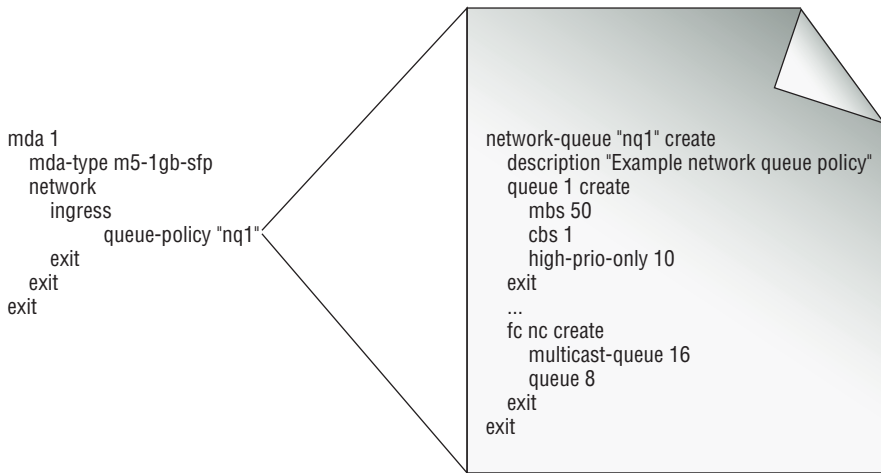 mda 1
mda-type m5-1gb-sfp
network
ingress
queue-policy "nq1"
exit
exit
exit
network-queue "nq1" create
description "Example network queue policy"
queue 1 create
mbs 50
cbs 1
high-prio-only 10
exit
...
fc nc create
multicast-queue 16
queue 8
exit
exit